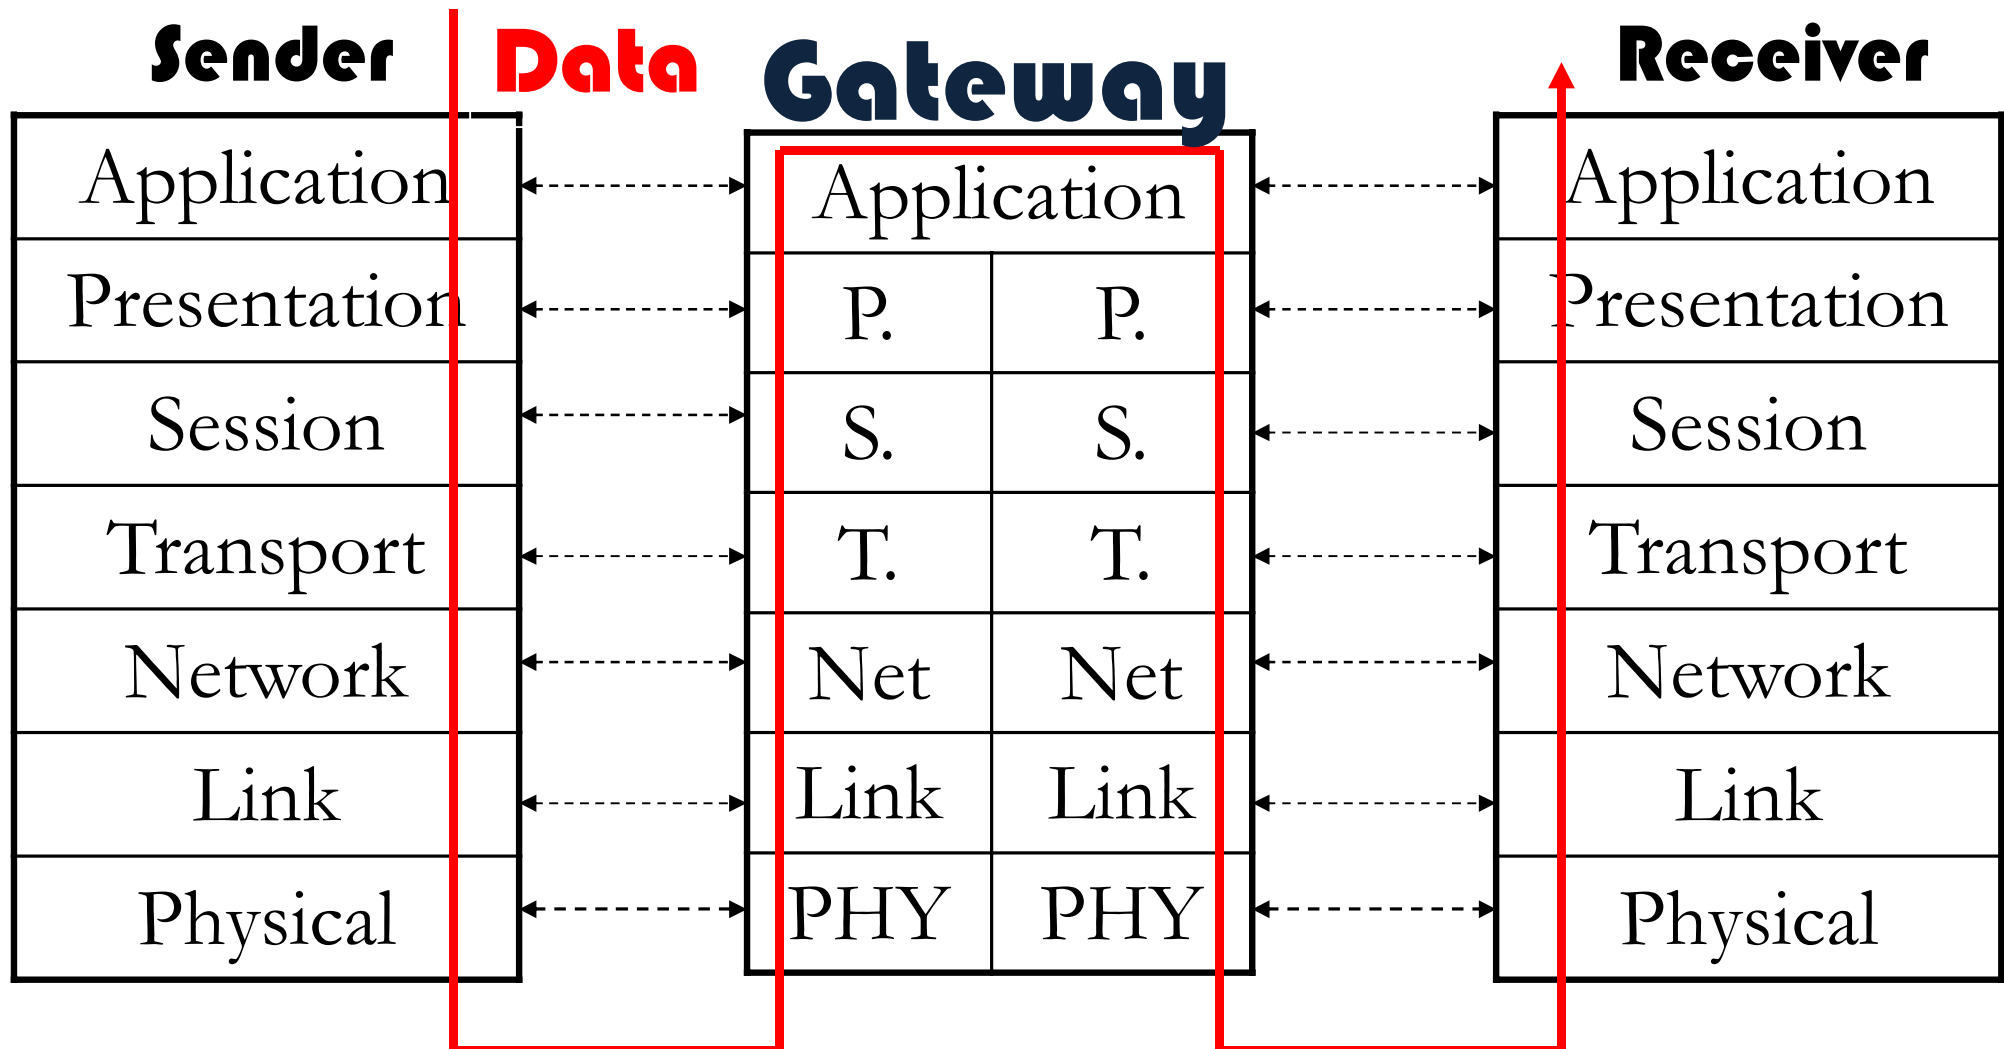 Sender
Data
Gateway
Receiver
Application
Presentation
Session
Transport
Network
Link
Physical
Application
P. P.
S. S.
T. T.
Net Net
Link Link
PHY PHY
Application
Presentation
Session
Transport
Network
Link
Physical